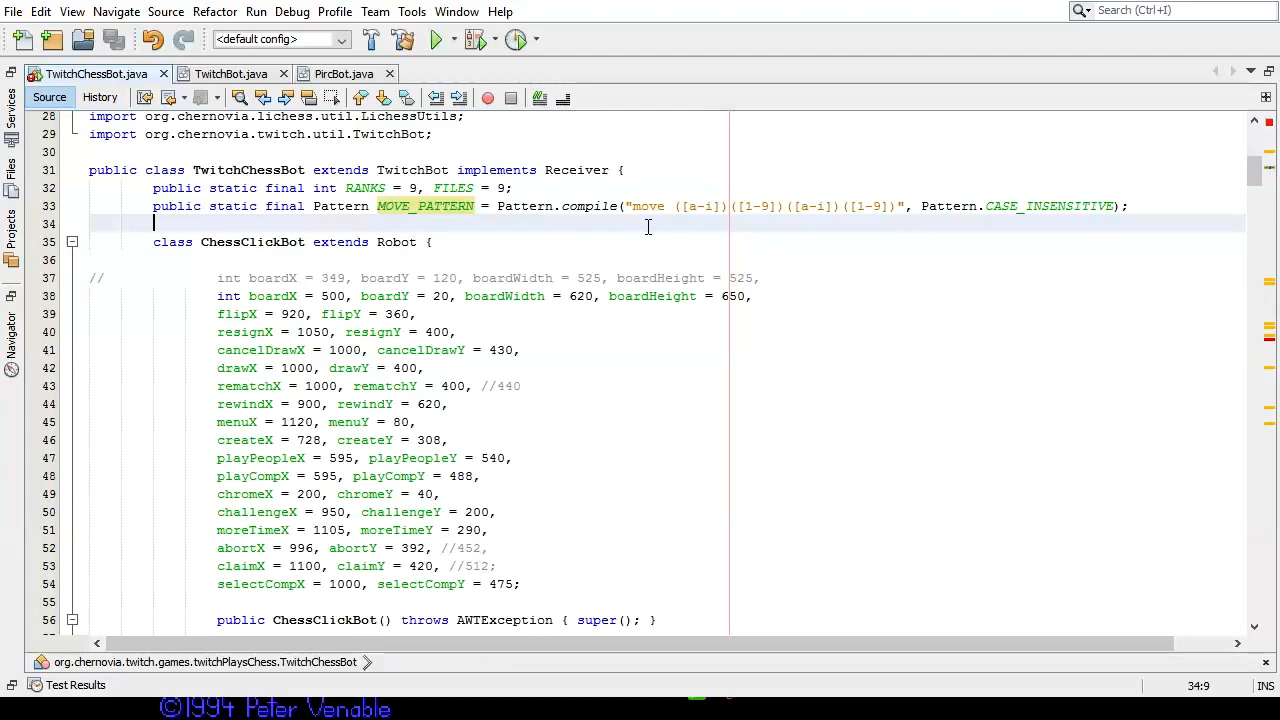 File Edit View Navigate Source Refactor Run Debug Profile Team Tools Window Help Search (Ctrl+I)
<default config>
TwitchChessBot.java TwitchBot.java PircBot.java
Source History
Services
Files
Projects
Navigator
28 import org.chernovia.lichess.util.LichessUtils;
29 import org.chernovia.twitch.util.TwitchBot;
30
31 public class TwitchChessBot extends TwitchBot implements Receiver {
32 public static final int RANKS = 9, FILES = 9;
33 public static final Pattern MOVE_PATTERN = Pattern.compile("move ([a-i])([1-9])([a-i])([1-9])", Pattern.CASE_INSENSITIVE);
34
35 class ChessClickBot extends Robot {
36
37 // int boardX = 349, boardY = 120, boardWidth = 525, boardHeight = 525,
38 int boardX = 500, boardY = 20, boardWidth = 620, boardHeight = 650,
39 flipX = 920, flipY = 360,
40 resignX = 1050, resignY = 400,
41 cancelDrawX = 1000, cancelDrawY = 430,
42 drawX = 1000, drawY = 400,
43 rematchX = 1000, rematchY = 400, //440
44 rewindX = 900, rewindY = 620,
45 menuX = 1120, menuY = 80,
46 createX = 728, createY = 308,
47 playPeopleX = 595, playPeopleY = 540,
48 playCompX = 595, playCompY = 488,
49 chromeX = 200, chromeY = 40,
50 challengeX = 950, challengeY = 200,
51 moreTimeX = 1105, moreTimeY = 290,
52 abortX = 996, abortY = 392, //452,
53 claimX = 1100, claimY = 420, //512;
54 selectCompX = 1000, selectCompY = 475;
55
56 public ChessClickBot() throws AWTException { super(); }
org.chernovia.twitch.games.twitchPlaysChess.TwitchChessBot
Test Results 34:9 INS
©1994 Peter Venable